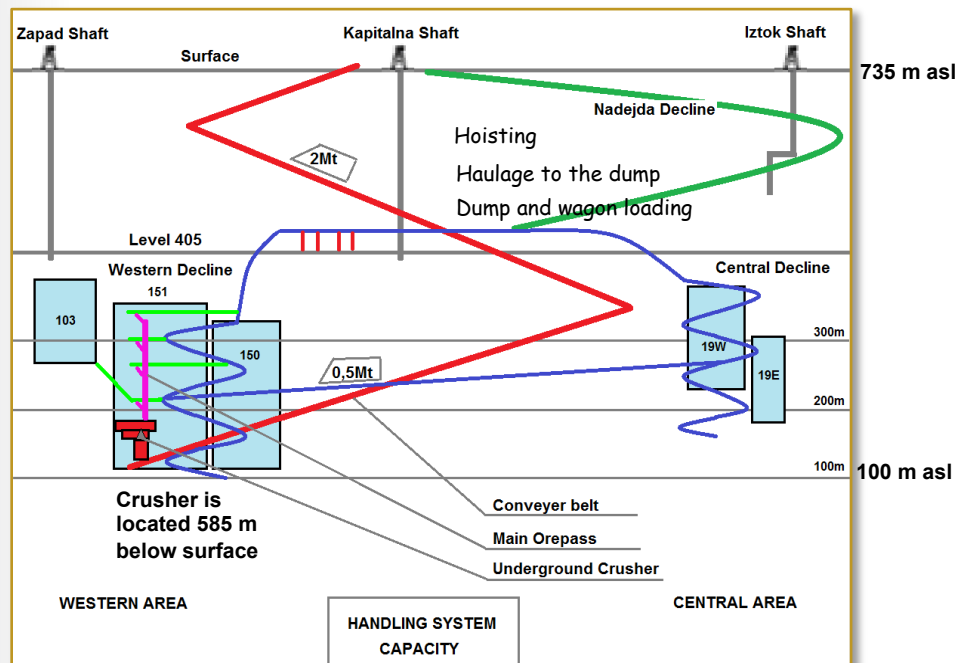 Zapad Shaft
Kapitalna Shaft
Iztok Shaft
Surface
735 m asl
Nadejda Decline
Hoisting
2Mt
Haulage to the dump
Dump and wagon loading
Level 405
Western Decline
Central Decline
151
103
300m
150
19W
0,5Mt
19E
200m
100m
100 m asl
Crusher is
located 585 m
below surface
Conveyer belt
Main Orepass
Underground Crusher
WESTERN AREA
CENTRAL AREA
HANDLING SYSTEM
CAPACITY